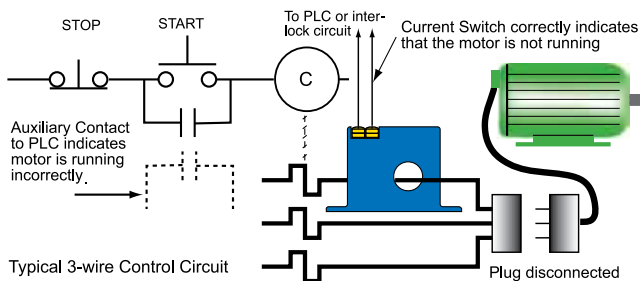 STOP
START
To PLC or inter-
lock circuit
Current Switch correctly indicates
that the motor is not running
C
Auxiliary Contact
to PLC indicates
motor is running
incorrectly.
Typical 3-wire Control Circuit
Plug disconnected